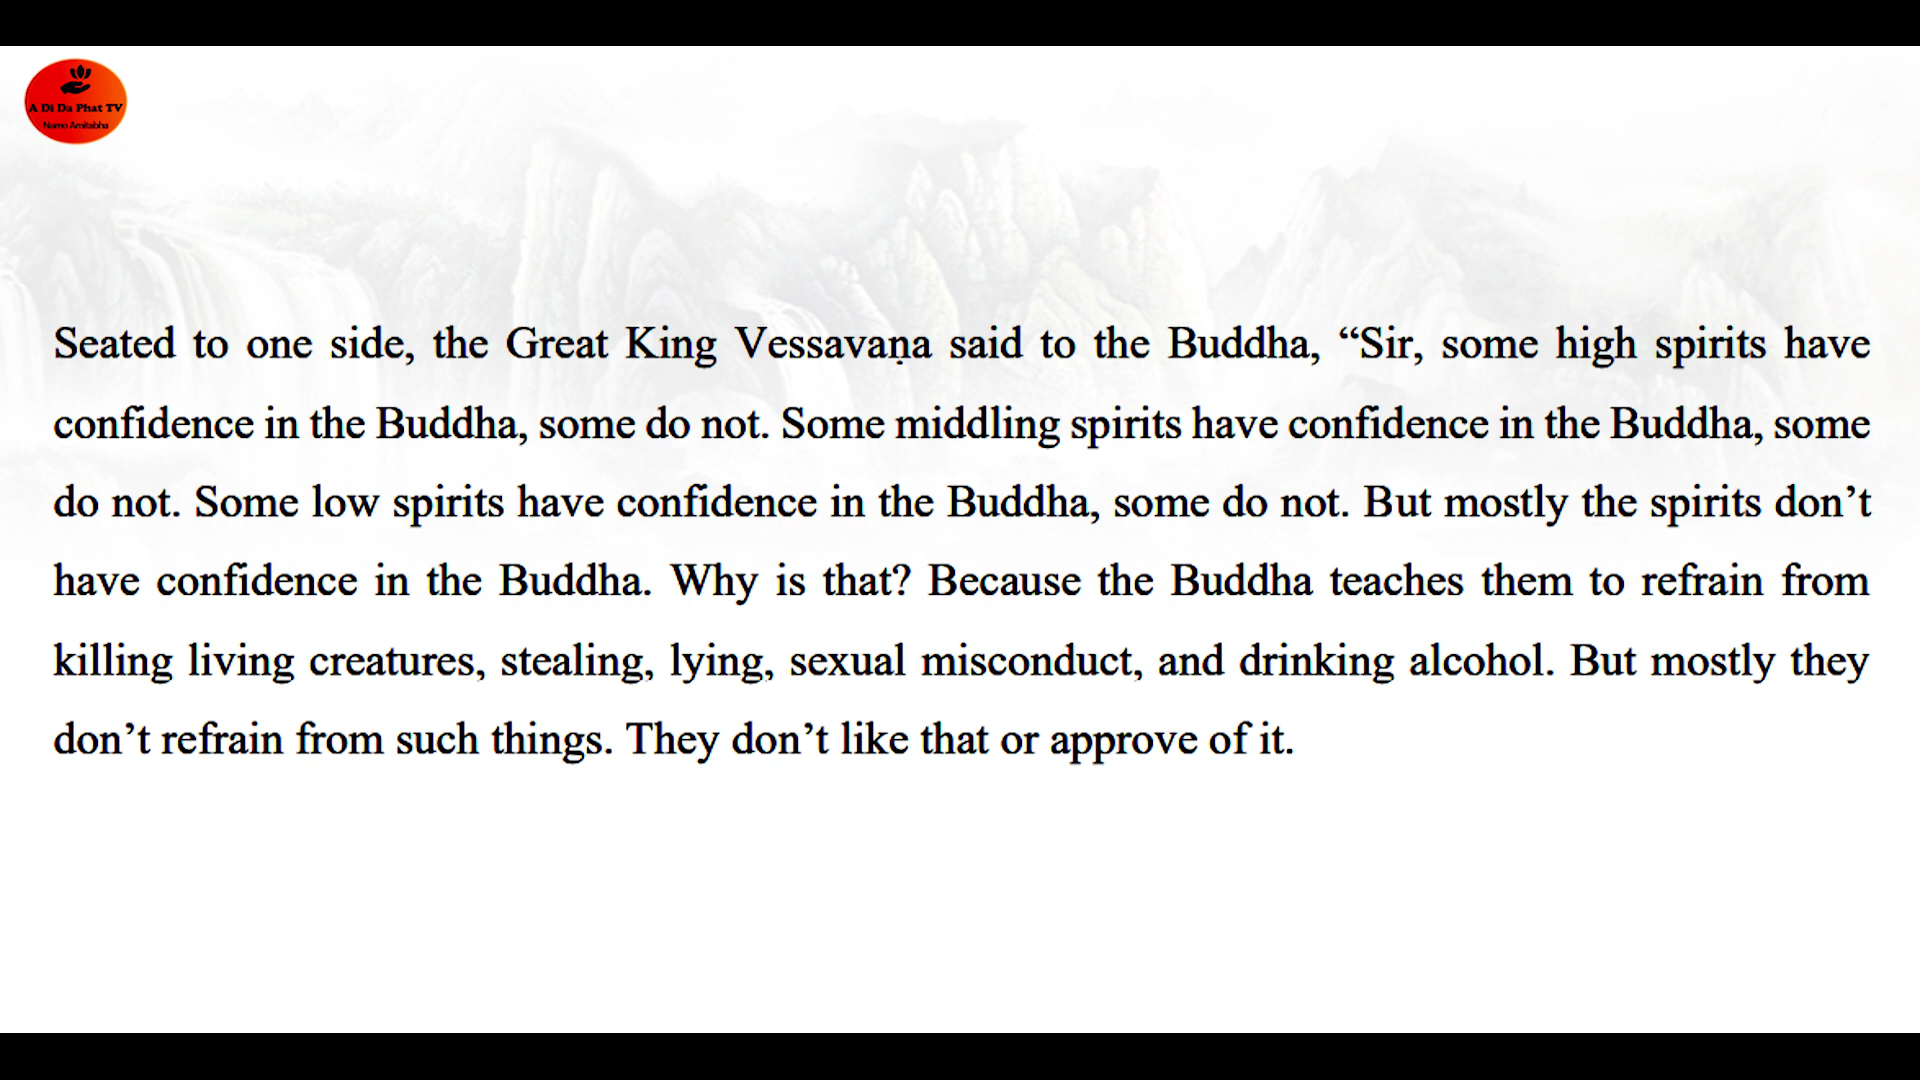 A Di Da Phat TV
Namo Amitabha
Seated to one side, the Great King Vessavaṇa said to the Buddha, “Sir, some high spirits have
confidence in the Buddha, some do not. Some middling spirits have confidence in the Buddha, some
do not. Some low spirits have confidence in the Buddha, some do not. But mostly the spirits don’t
have confidence in the Buddha. Why is that? Because the Buddha teaches them to refrain from
killing living creatures, stealing, lying, sexual misconduct, and drinking alcohol. But mostly they
don’t refrain from such things. They don’t like that or approve of it.